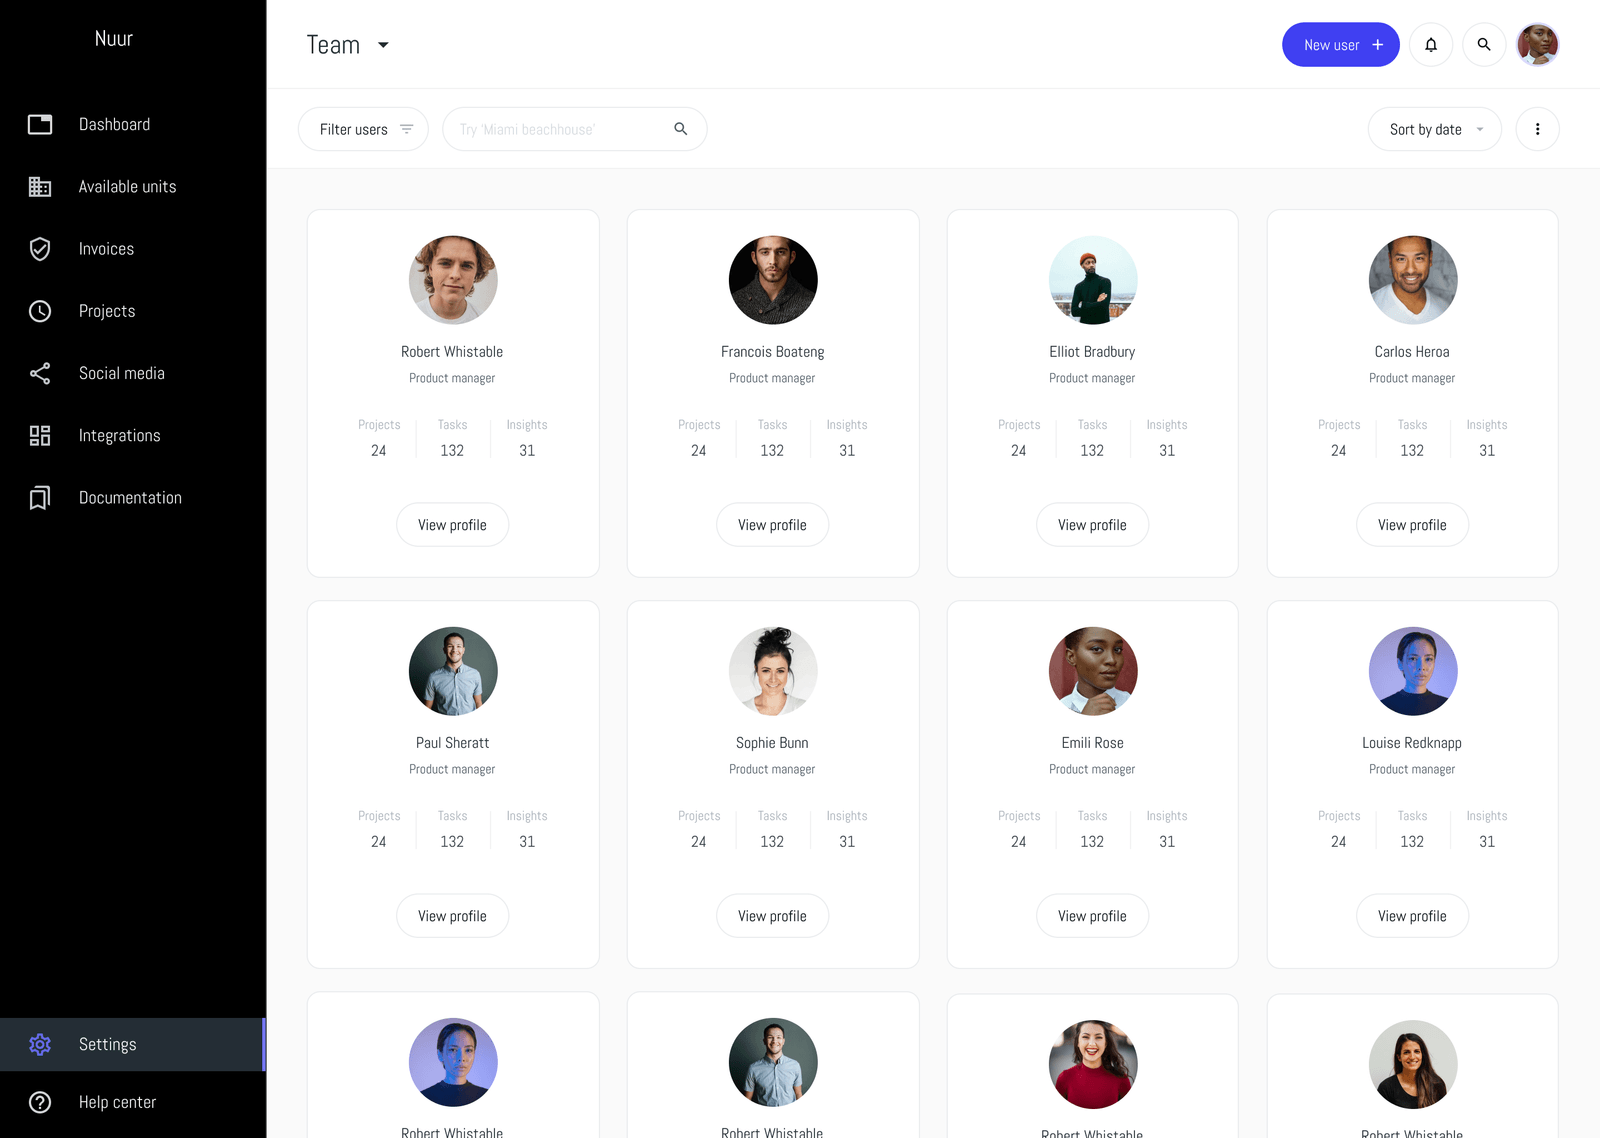 Nuur
Dashboard
Available units
Invoices
Projects
Social media
Integrations
Documentation
Settings
Help center
Team
New user
Filter users
Try 'Miami beachhouse'
Sort by date
Robert Whistable
Product manager
Projects Tasks Insights
24 132 31
View profile
Francois Boateng
Product manager
Projects Tasks Insights
24 132 31
View profile
Elliot Bradbury
Product manager
Projects Tasks Insights
24 132 31
View profile
Carlos Heroa
Product manager
Projects Tasks Insights
24 132 31
View profile
Paul Sheratt
Product manager
Projects Tasks Insights
24 132 31
View profile
Sophie Bunn
Product manager
Projects Tasks Insights
24 132 31
View profile
Emili Rose
Product manager
Projects Tasks Insights
24 132 31
View profile
Louise Redknapp
Product manager
Projects Tasks Insights
24 132 31
View profile
Robert Whistable
Robert Whistable
Robert Whistable
Robert Whistable